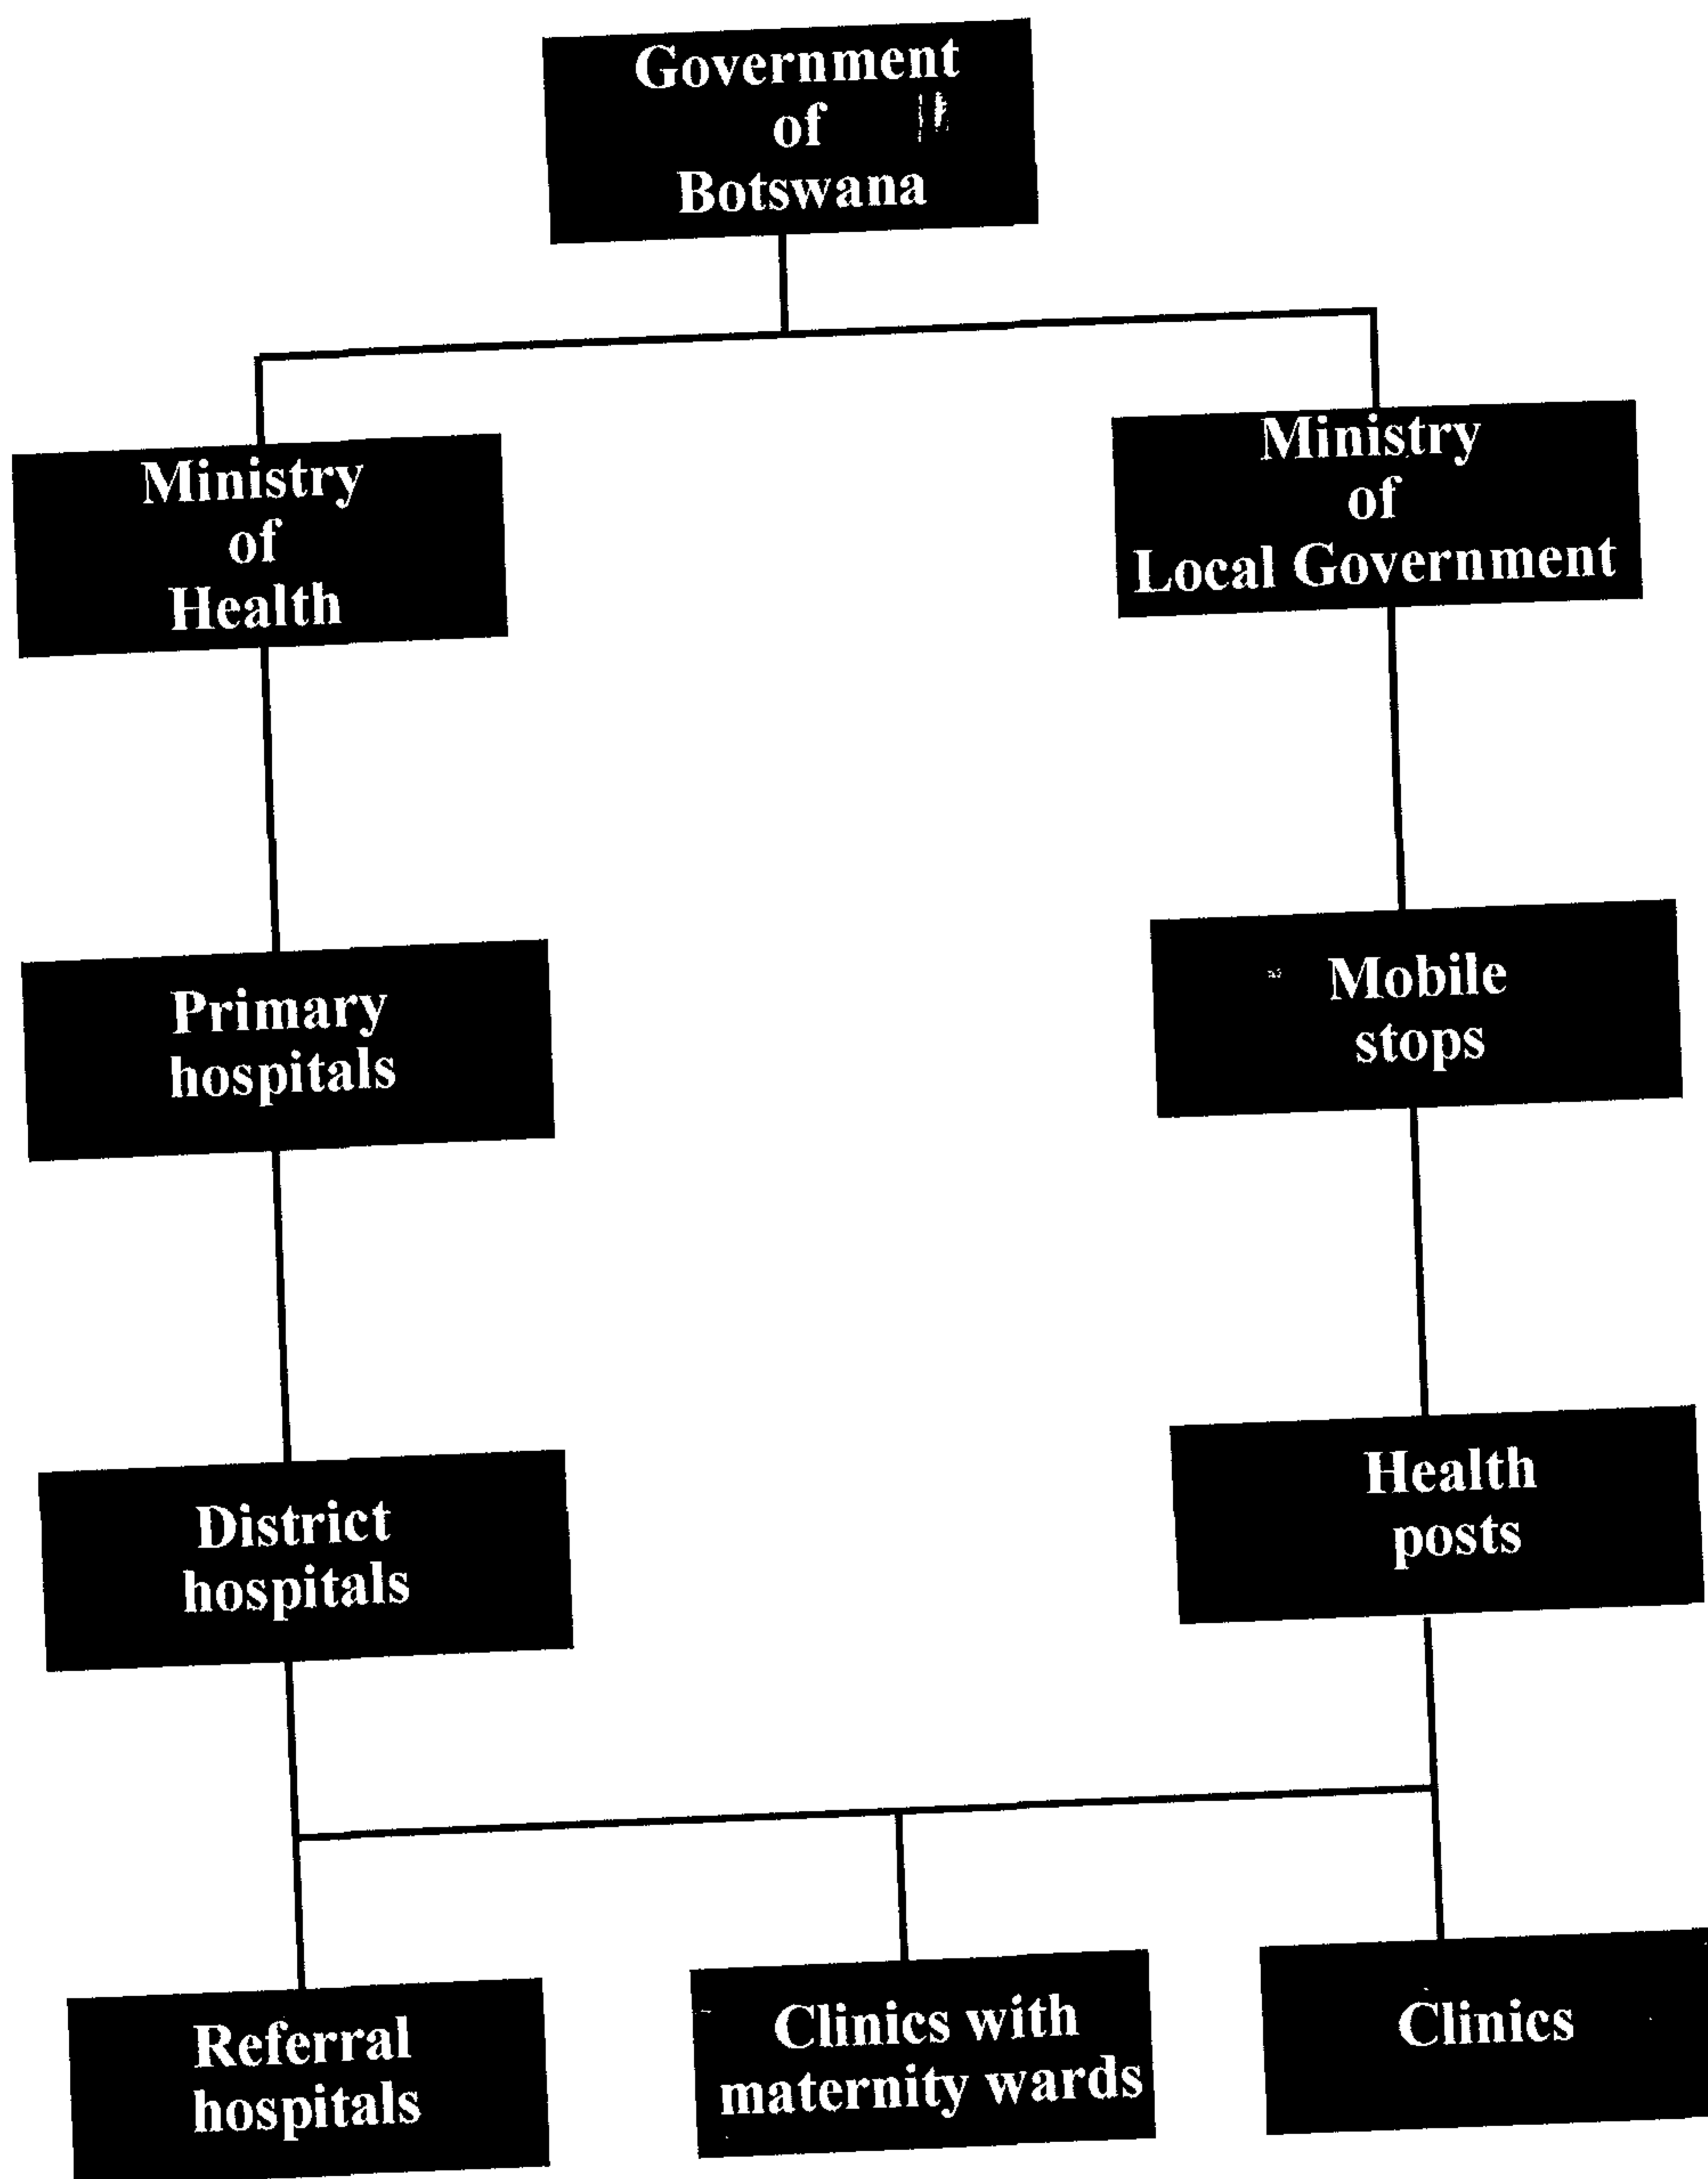 Government
of
Botswana
Ministry
of
Health
Ministry
of
Local Government
Primary
hospitals
Mobile
stops
District
hospitals
Health
posts
Referral
hospitals
Clinics with
maternity wards
Clinics